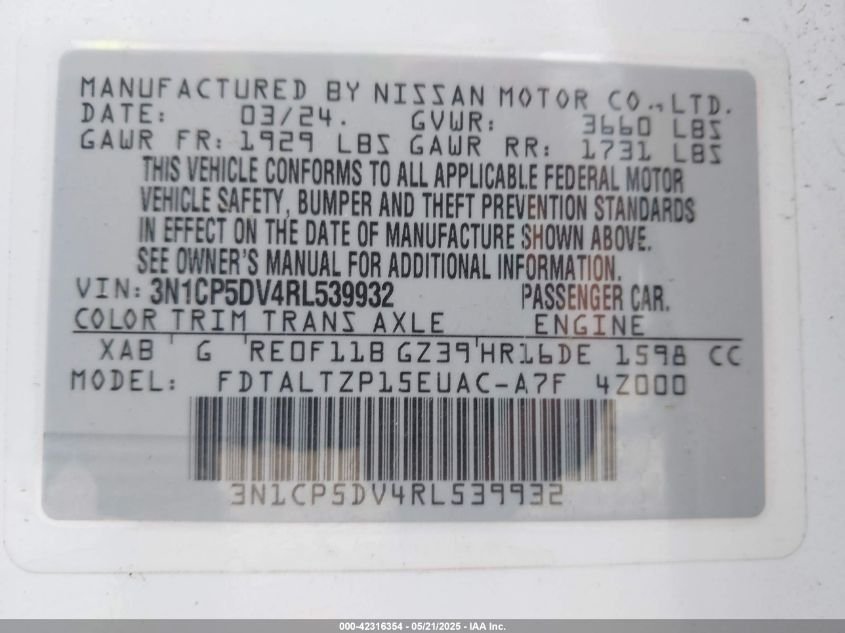 MANUFACTURED BY NISSAN MOTOR CO., LTD.
DATE: 03/24. GVWR: 3660 LBS
GAWR FR: 1929 LBS GAWR RR: 1731 LBS
THIS VEHICLE CONFORMS TO ALL APPLICABLE FEDERAL MOTOR
VEHICLE SAFETY, BUMPER AND THEFT PREVENTION STANDARDS
IN EFFECT ON THE DATE OF MANUFACTURE SHOWN ABOVE.
SEE OWNER'S MANUAL FOR ADDITIONAL INFORMATION.
VIN: 3N1CP5DV4RL539932 PASSENGER CAR.
COLOR TRIM TRANS AXLE ENGINE
XAB ' G 'RE0F11B GZ39'HR16DE 1598 CC
MODEL: FDTALTZP15EUAC-A7F 4Z000
3N1CP5DV4RL539932
000-42316354 - 05/21/2025 - IAA Inc.